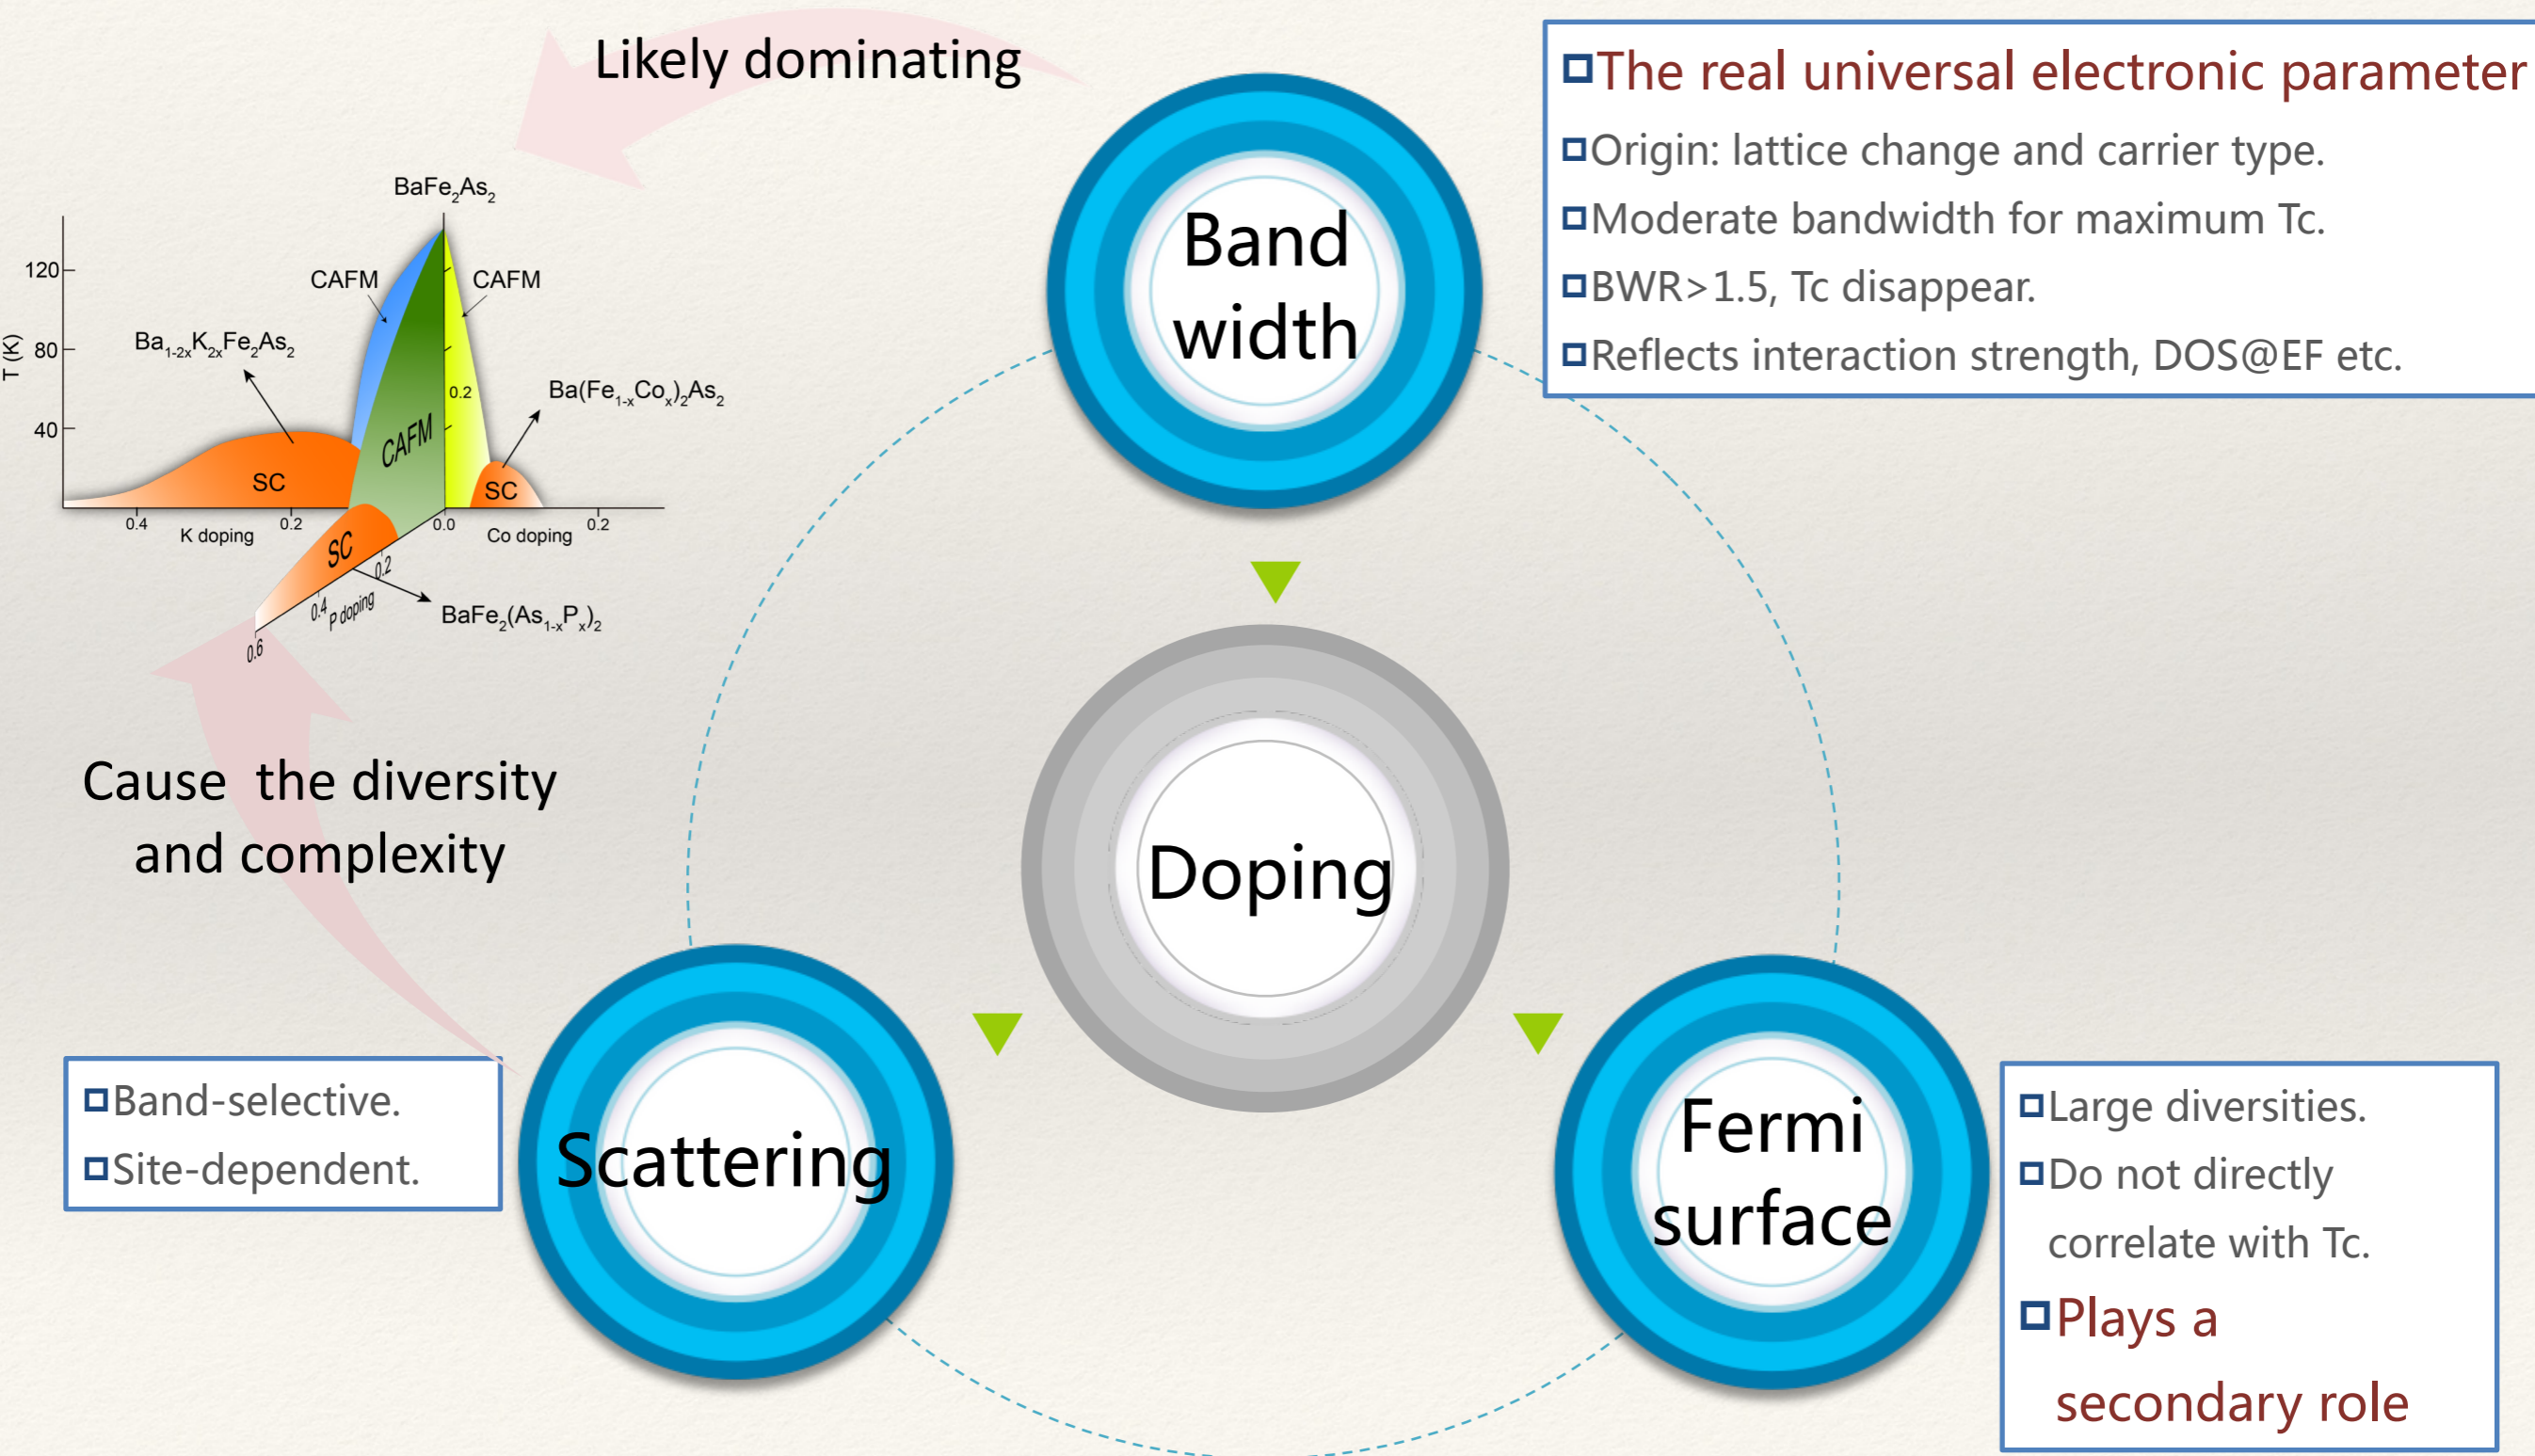 Likely dominating
□The real universal electronic parameter
□Origin: lattice change and carrier type.
□Moderate bandwidth for maximum Tc.
□BWR>1.5, Tc disappear.
□Reflects interaction strength, DOS@EF etc.
Band
width
BaFe₂As₂
120
80
40
T (K)
CAFM
CAFM
Ba₁₋₂ₓK₂ₓFe₂As₂
0.2
Ba(Fe₁₋ₓCoₓ)₂As₂
CAFM
SC
SC
0.4
0.2
0.0
0.2
K doping
Co doping
SC
0.2
0.4
P doping
0.6
BaFe₂(As₁₋ₓPₓ)₂
Cause the diversity
and complexity
Doping
□Band-selective.
□Site-dependent.
Scattering
Fermi
surface
□Large diversities.
□Do not directly
correlate with Tc.
□Plays a
secondary role